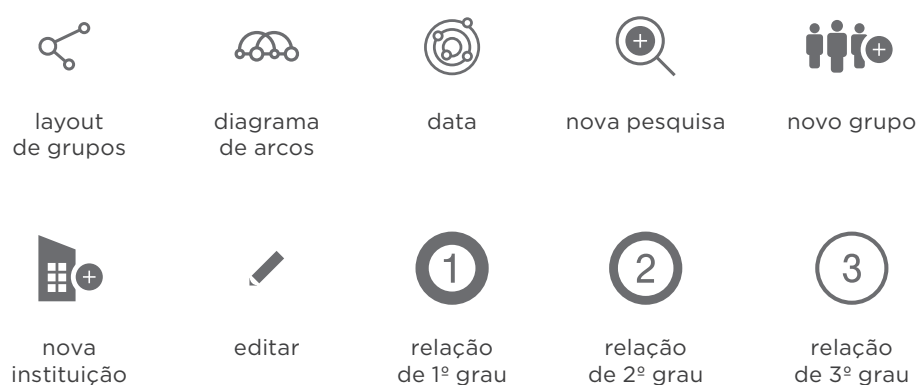 layout
de grupos
diagrama
de arcos
data
nova pesquisa
novo grupo
nova
instituição
editar
1
relação
de 1º grau
2
relação
de 2º grau
3
relação
de 3º grau